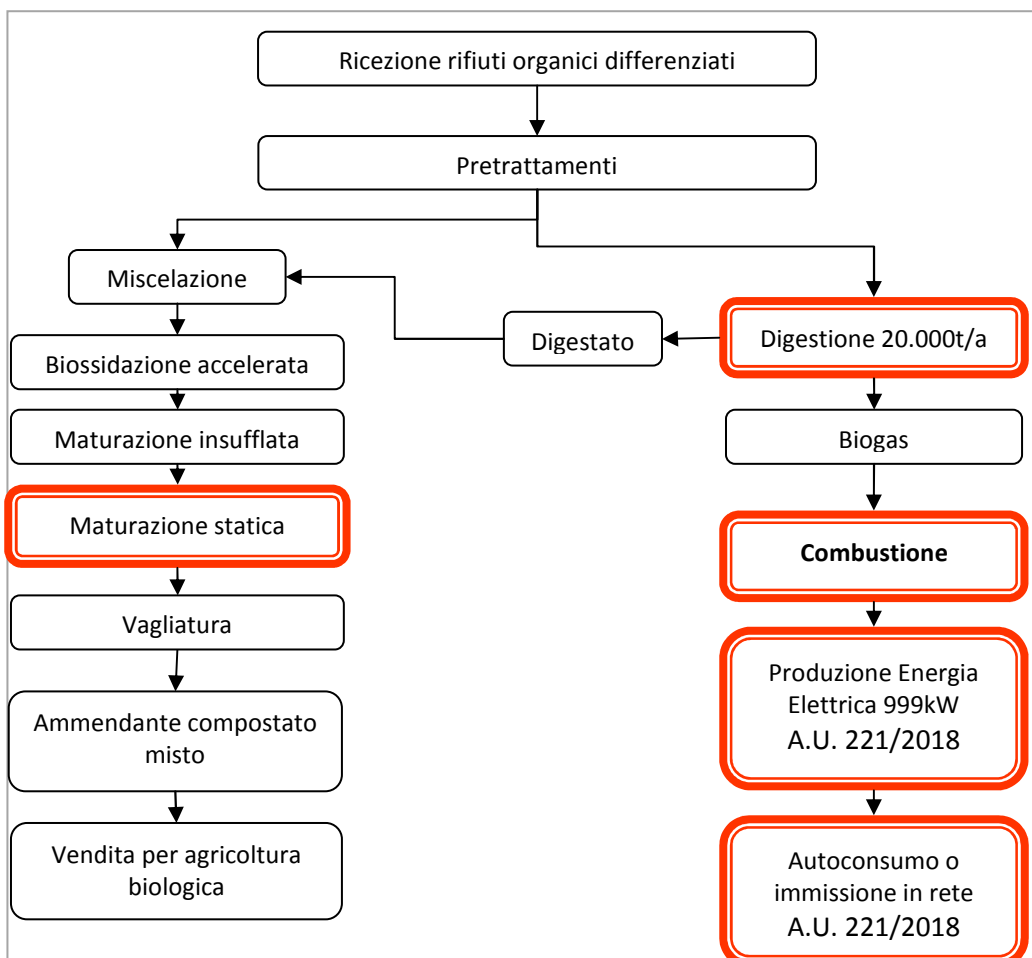 Ricezione rifiuti organici differenziati
Pretrattamenti
Miscelazione
Digestato
Digestione 20.000t/a
Biossidazione accelerata
Maturazione insufflata
Biogas
Maturazione statica
Combustione
Vagliatura
Produzione Energia
Elettrica 999kW
A.U. 221/2018
Ammendante compostato
misto
Vendita per agricoltura
biologica
Autoconsumo o
immissione in rete
A.U. 221/2018